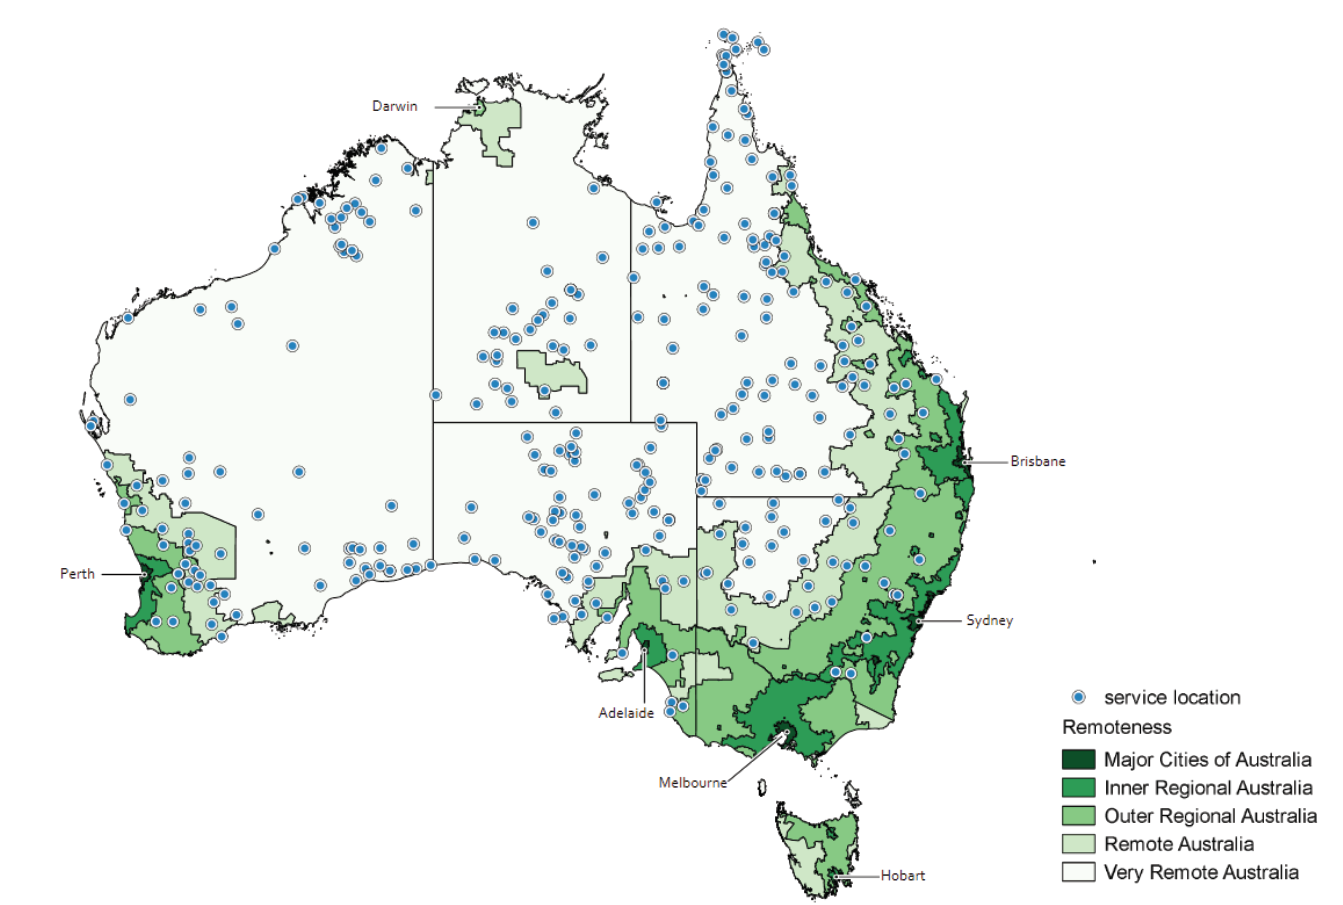 Darwin
Brisbane
Perth
Sydney
Adelaide
Melbourne
Hobart
service location
Remoteness
Major Cities of Australia
Inner Regional Australia
Outer Regional Australia
Remote Australia
Very Remote Australia